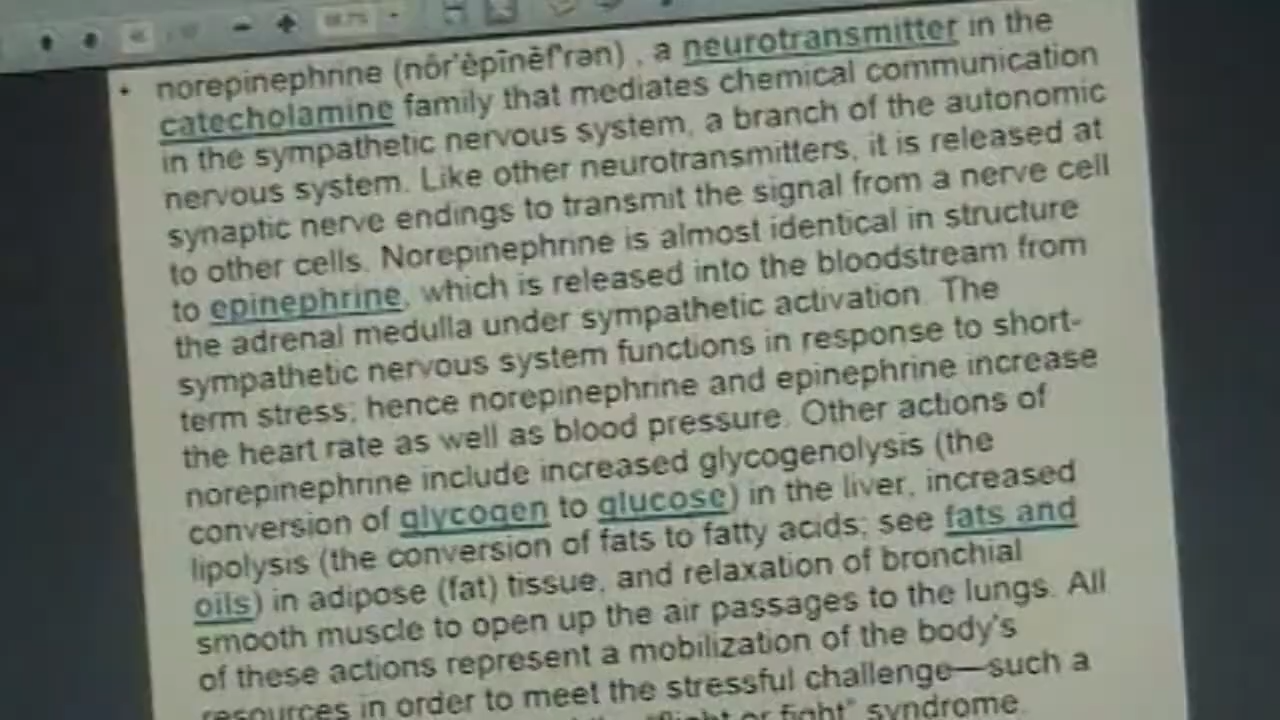 • norepinephrine (nôr'ĕpīnĕf'rən) , a neurotransmitter in the
catecholamine family that mediates chemical communication
in the sympathetic nervous system, a branch of the autonomic
nervous system. Like other neurotransmitters, it is released at
synaptic nerve endings to transmit the signal from a nerve cell
to other cells. Norepinephrine is almost identical in structure
to epinephrine, which is released into the bloodstream from
the adrenal medulla under sympathetic activation. The
sympathetic nervous system functions in response to short-
term stress; hence norepinephrine and epinephrine increase
the heart rate as well as blood pressure. Other actions of
norepinephrine include increased glycogenolysis (the
conversion of glycogen to glucose) in the liver, increased
lipolysis (the conversion of fats to fatty acids; see fats and
oils) in adipose (fat) tissue, and relaxation of bronchial
smooth muscle to open up the air passages to the lungs. All
of these actions represent a mobilization of the body's
resources in order to meet the stressful challenge—such a
"flight or fight" syndrome.